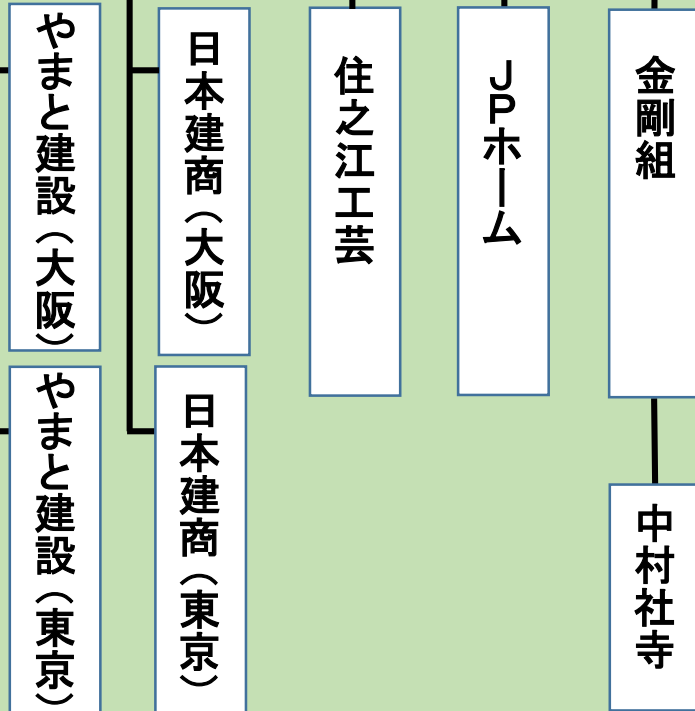 金剛組
中村社寺
JPホーム
住之江工芸
日本建商（大阪）
日本建商（東京）
やまと建設（大阪）
やまと建設（東京）